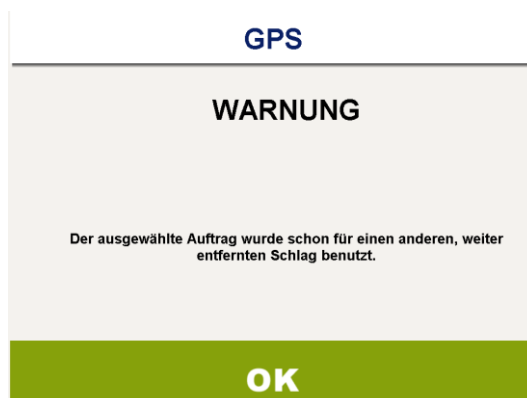 GPS
WARNUNG
Der ausgewählte Auftrag wurde schon für einen anderen, weiter
entfernten Schlag benutzt.
OK